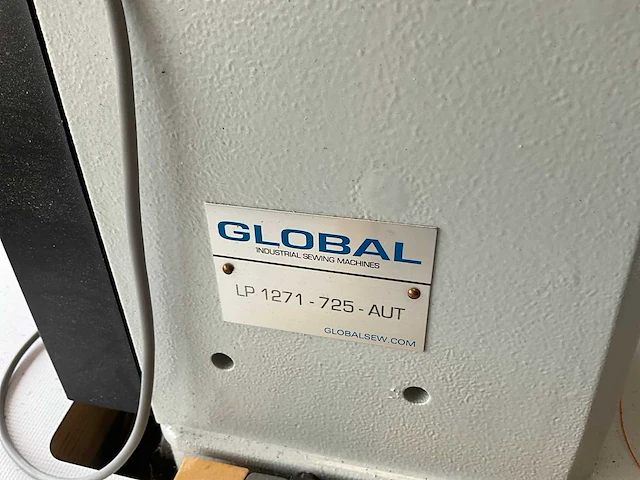 GLOBAL
INDUSTRIAL SEWING MACHINES
LP 1271-725-AUT
GLOBALSEW.COM